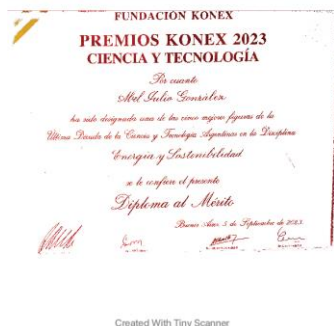 FUNDACIÓN KONEX
PREMIOS KONEX 2023
CIENCIA Y TECNOLOGÍA
Por cuanto
Abel Julio González
ha sido designado una de las cinco mejores figuras de la
Última Década de la Ciencia y Tecnología Argentinas en la Disciplina
Energía y Sostenibilidad
se le confiere el presente
Diploma al Mérito
Buenos Aires 5 de Septiembre de 2023
Created With Tiny Scanner